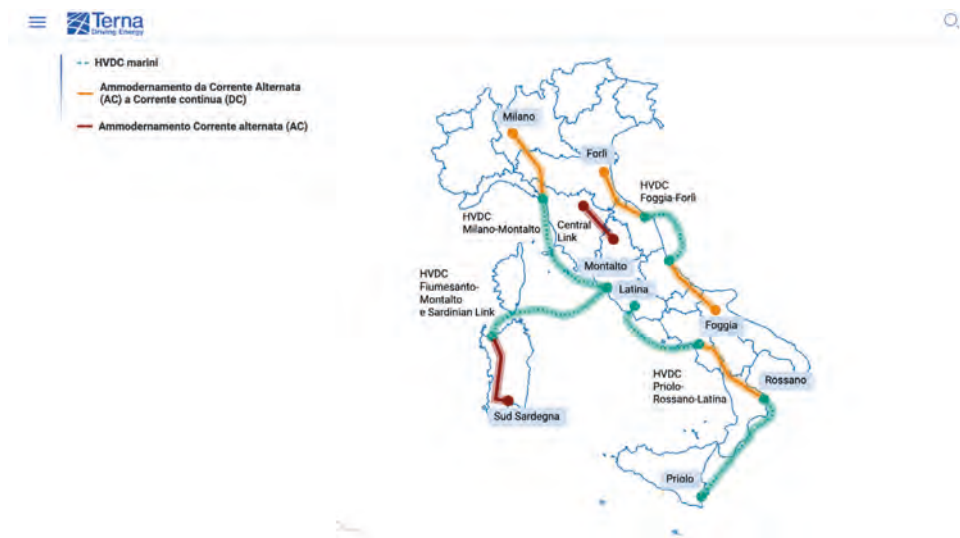 Terna
Driving Energy
HVDC marini
Ammodernamento da Corrente Alternata
(AC) a Corrente continua (DC)
Ammodernamento Corrente alternata (AC)
Milano
Forlì
HVDC
Foggia-Forlì
HVDC
Milano-Montalto
Central
Link
Montalto
HVDC
Fiumesanto-
Montalto
e Sardinian Link
Latina
Foggia
HVDC
Priolo-
Rossano-Latina
Rossano
Sud Sardegna
Priolo